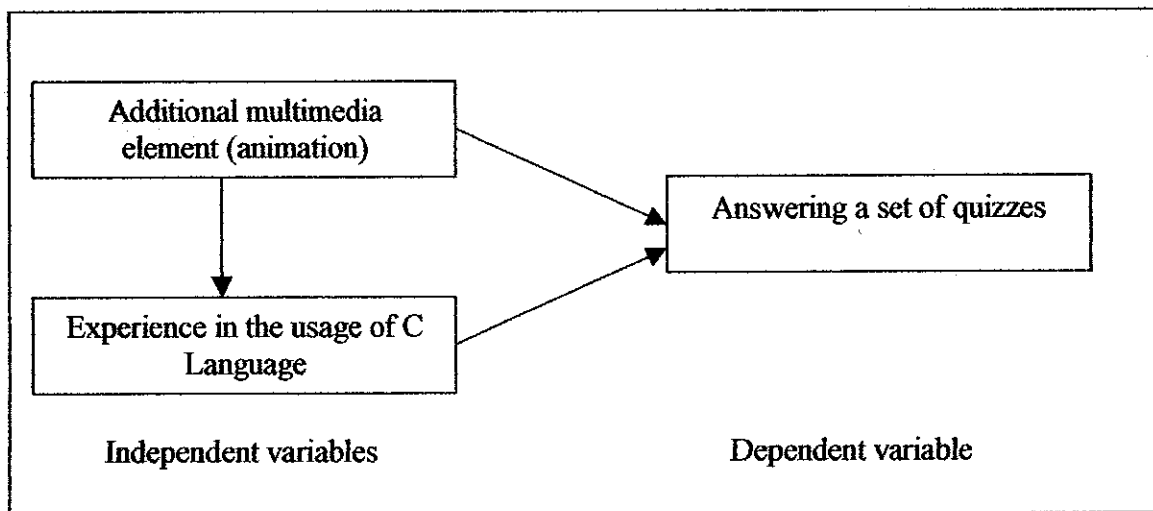 Additional multimedia
element (animation)
Answering a set of quizzes
Experience in the usage of C
Language
Independent variables
Dependent variable